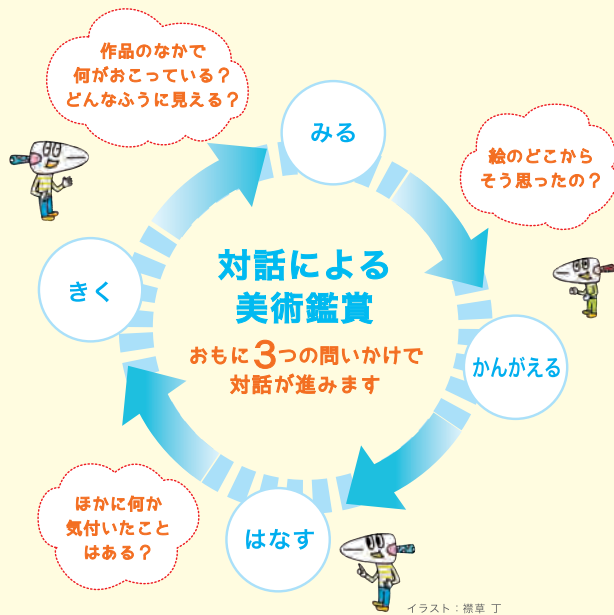 作品のなかで
何がおこっている？
どんなふうに見える？
みる
絵のどこから
そう思ったの？
対話による
美術鑑賞
おもに3つの問いかけで
対話が進みます
きく
かんがえる
ほかに何か
気付いたこと
はある？
はなす
イラスト：襟草 丁